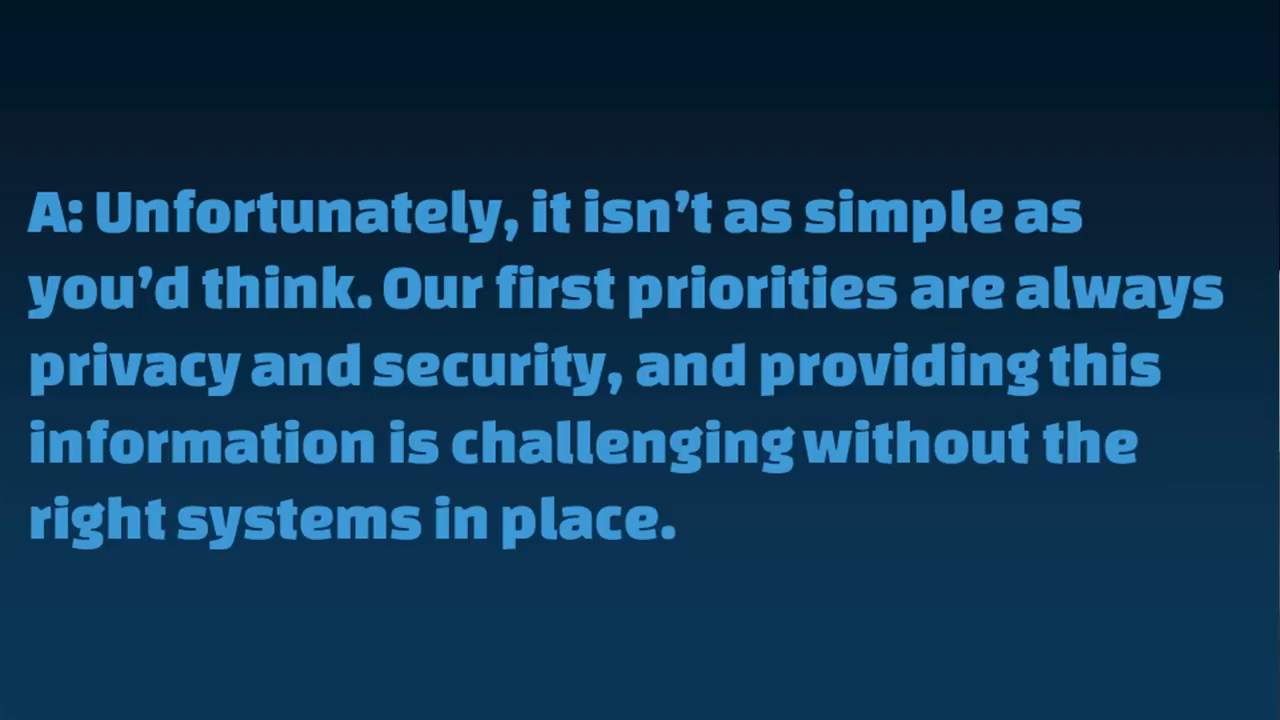 A: Unfortunately, it isn’t as simple as
you’d think. Our first priorities are always
privacy and security, and providing this
information is challenging without the
right systems in place.